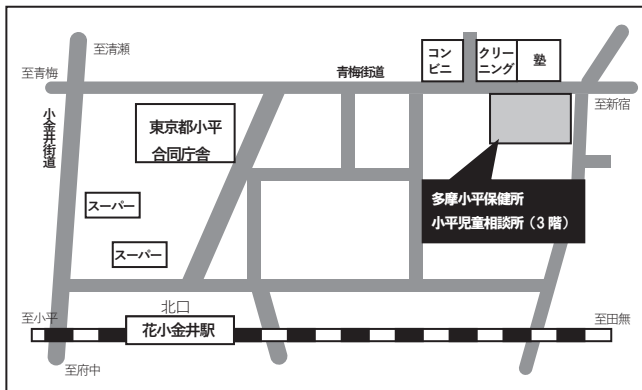 至清瀬
コン
ビニ
クリー
ニング
塾
至青梅
青梅街道
至新宿
小金井街道
東京都小平
合同庁舎
多摩小平保健所
小平児童相談所（3階）
スーパー
スーパー
北口
至小平
花小金井駅
至田無
至府中